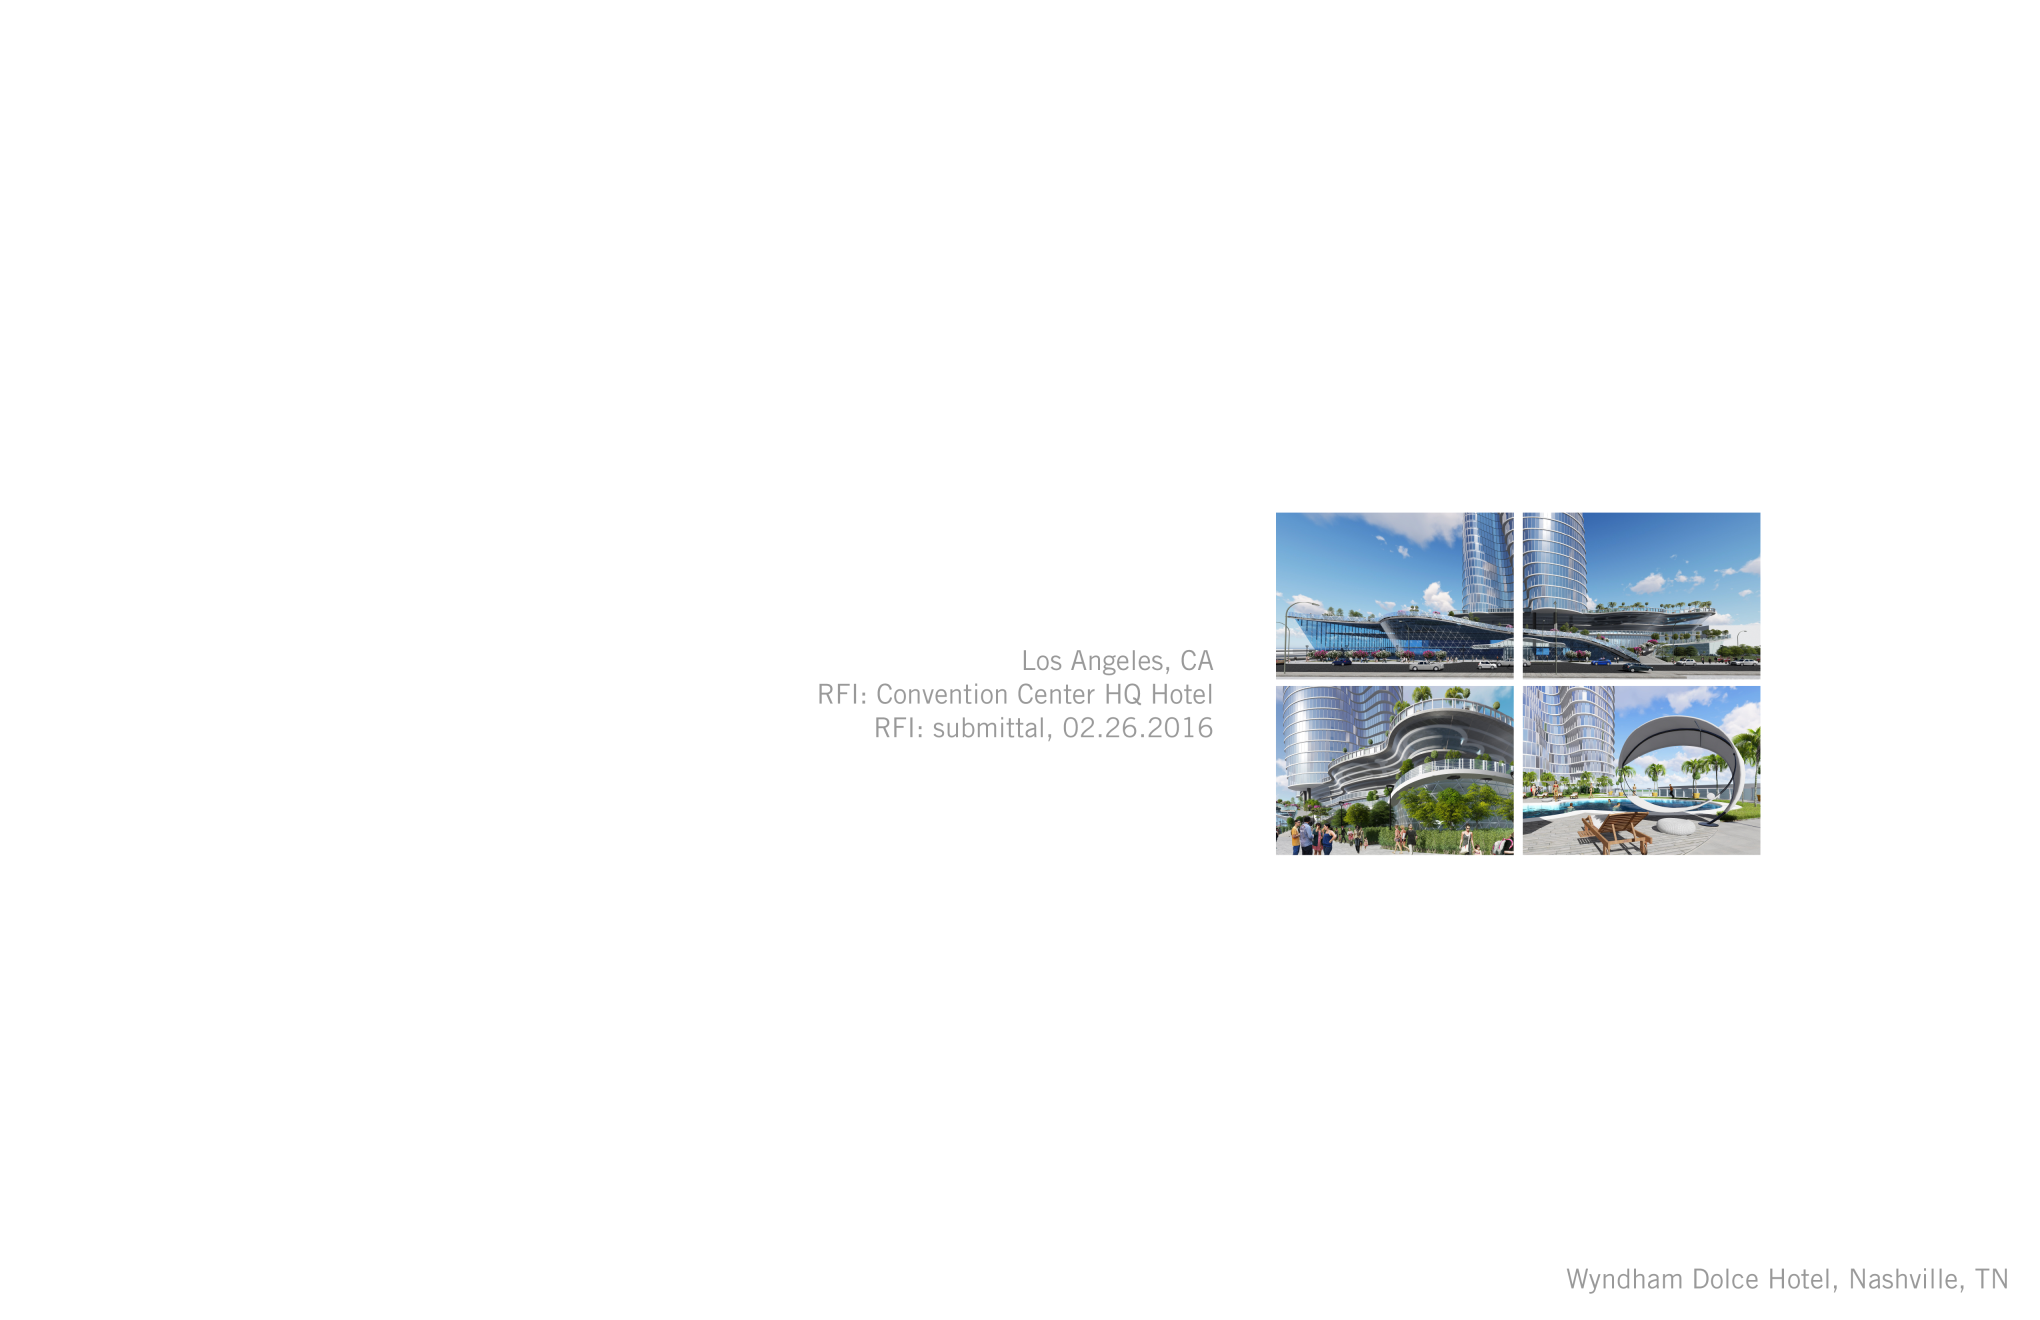 Los Angeles, CA
RFI: Convention Center HQ Hotel
RFI: submittal, 02.26.2016
Wyndham Dolce Hotel, Nashville, TN